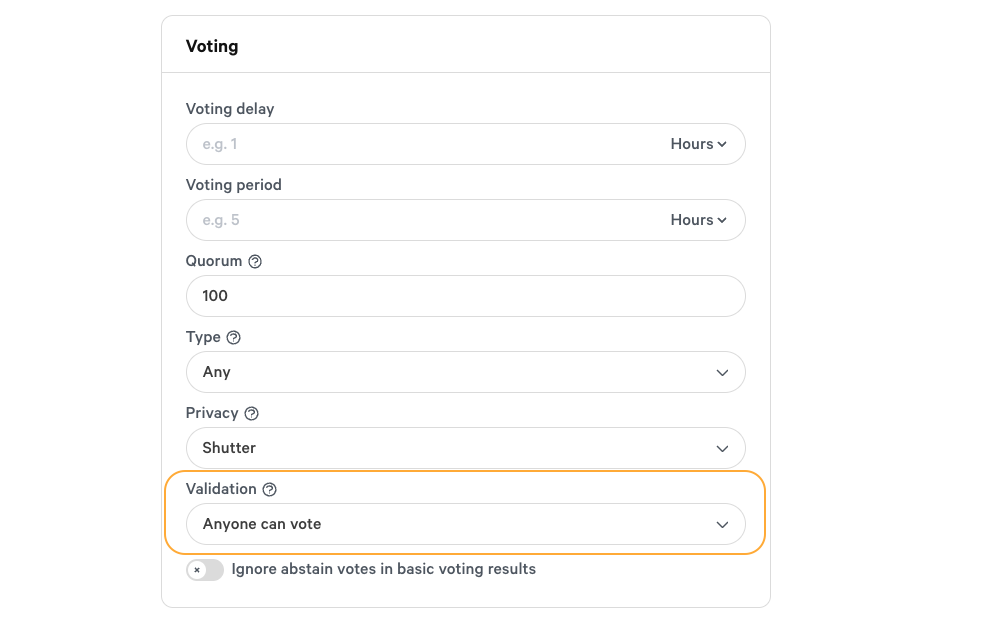 Voting
Voting delay
e.g. 1 Hours
Voting period
e.g. 5 Hours
Quorum
100
Type
Any
Privacy
Shutter
Validation
Anyone can vote
Ignore abstain votes in basic voting results